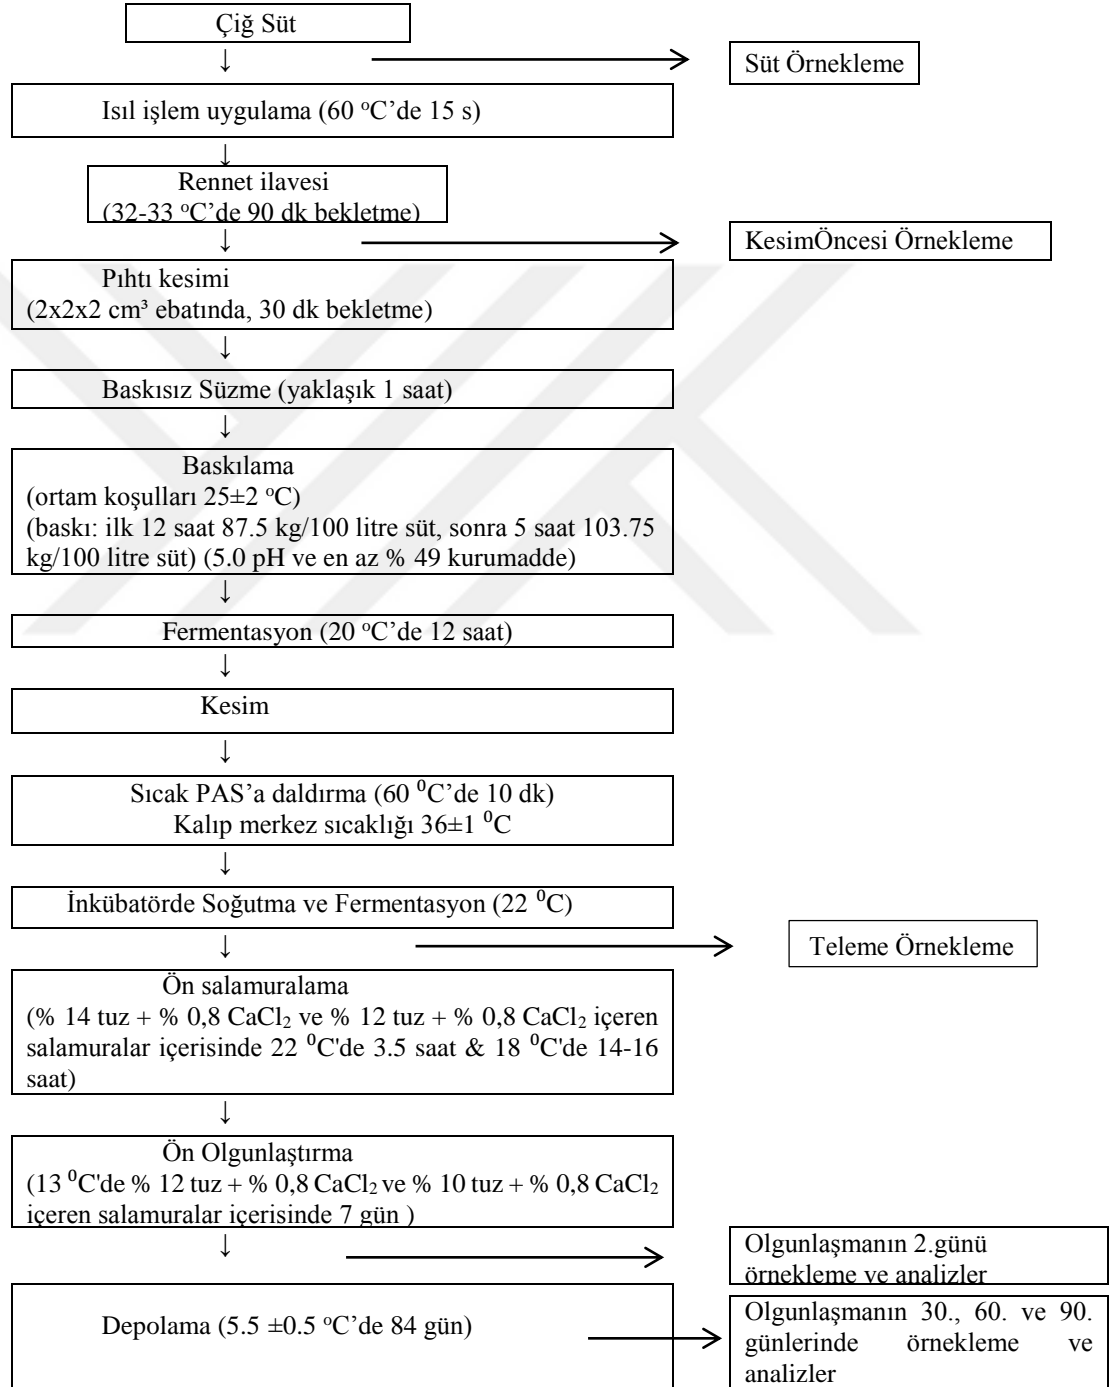 Çiğ Süt
↓
Süt Örnekleme
Isıl işlem uygulama (60 °C’de 15 s)
↓
Rennet ilavesi
(32-33 °C’de 90 dk bekletme)
↓
KesimÖncesi Örnekleme
Pıhtı kesimi
(2x2x2 cm³ ebatında, 30 dk bekletme)
↓
Baskısız Süzme (yaklaşık 1 saat)
↓
Baskılama
(ortam koşulları 25±2 °C)
(baskı: ilk 12 saat 87.5 kg/100 litre süt, sonra 5 saat 103.75
kg/100 litre süt) (5.0 pH ve en az % 49 kurumadde)
↓
Fermentasyon (20 °C’de 12 saat)
↓
Kesim
↓
Sıcak PAS’a daldırma (60 ⁰C’de 10 dk)
Kalıp merkez sıcaklığı 36±1 ⁰C
↓
İnkübatörde Soğutma ve Fermentasyon (22 ⁰C)
↓
Teleme Örnekleme
Ön salamuralama
(% 14 tuz + % 0,8 CaCl₂ ve % 12 tuz + % 0,8 CaCl₂ içeren
salamuralar içerisinde 22 ⁰C'de 3.5 saat & 18 ⁰C'de 14-16
saat)
↓
Ön Olgunlaştırma
(13 ⁰C'de % 12 tuz + % 0,8 CaCl₂ ve % 10 tuz + % 0,8 CaCl₂
içeren salamuralar içerisinde 7 gün )
↓
Olgunlaşmanın 2.günü
örnekleme ve analizler
Depolama (5.5 ±0.5 °C’de 84 gün)
Olgunlaşmanın 30., 60. ve 90.
günlerinde örnekleme ve
analizler